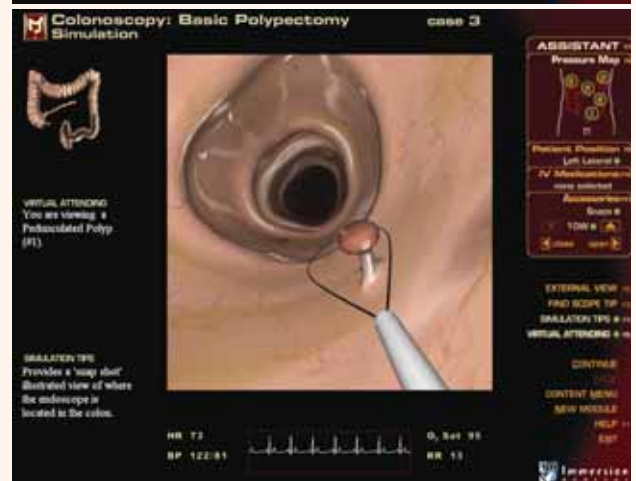 Colonoscopy: Basic Polypectomy
Simulation
case 3
ASSISTANT
Pressure Map
Patient Position
Left Lateral
IV Medications
none selected
Accessories
Snare
10W
close open
VIRTUAL ATTENDING
You are viewing a
Pedunculated Polyp
(#1).
EXTERNAL VIEW
FIND SCOPE TIP
SIMULATION TIPS
VIRTUAL ATTENDING
SIMULATION TIPS
Provides a 'snap shot'
illustrated view of where
the endoscope is
located in the colon.
CONTINUE
CONTENT MENU
NEW MODULE
HELP
EXIT
HR 73
BP 122/81
O2 Sat 95
RR 13
Immersion